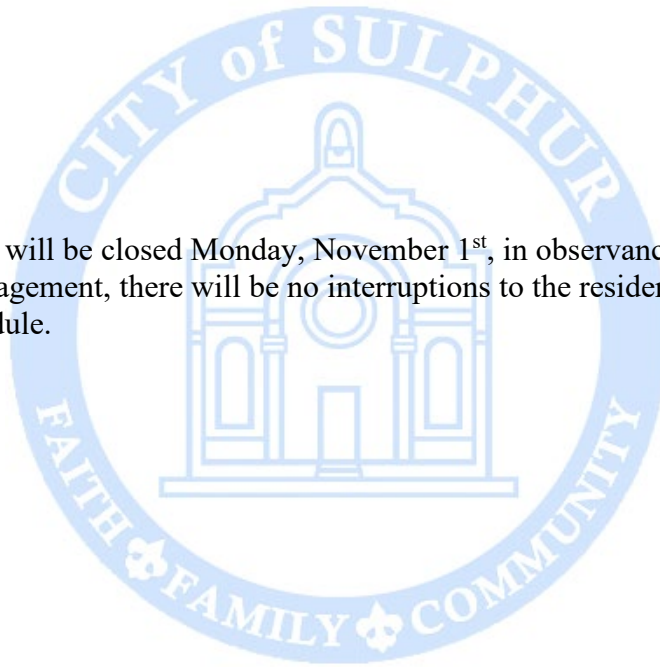 CITY of SULPHUR
will be closed Monday, November 1st, in observanc
agement, there will be no interruptions to the resider
dule.
FAITH FAMILY COMMUNITY